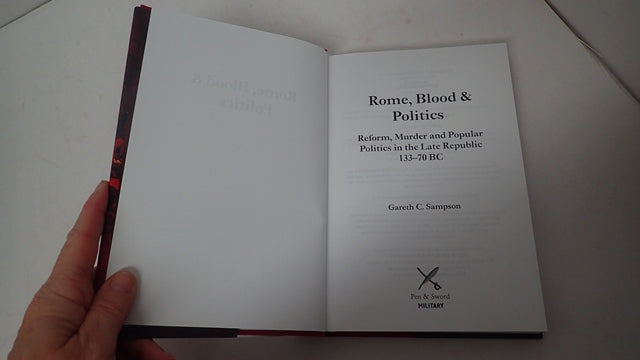 Rome, Blood &
Politics
Reform, Murder and Popular
Politics in the Late Republic
133–70 BC
Gareth C. Sampson
Pen & Sword
MILITARY